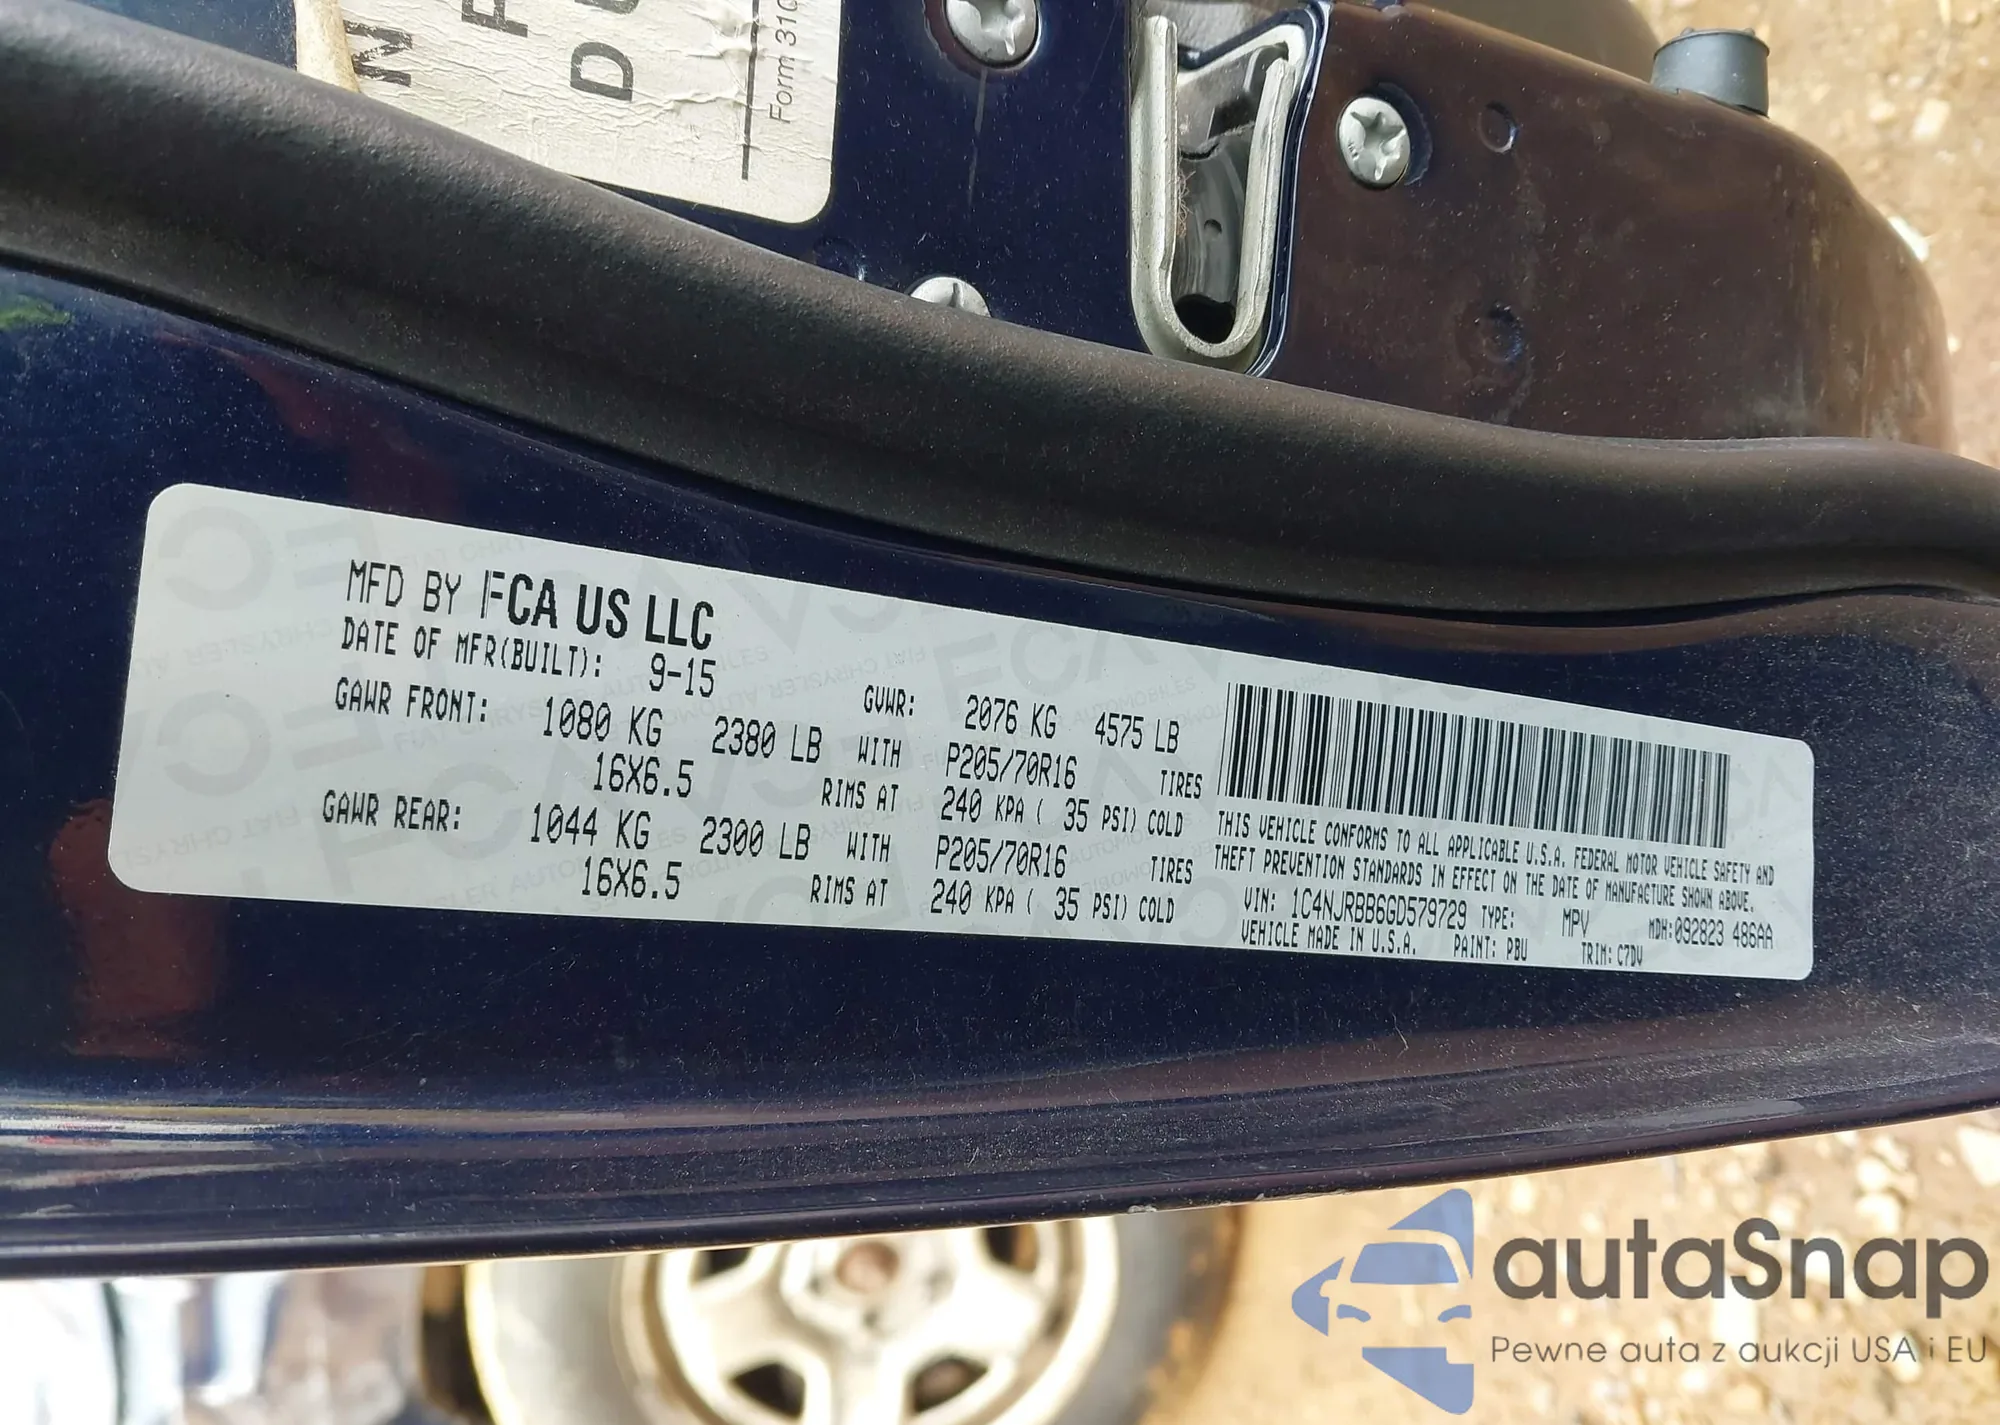 Form 310
MFD BY FCA US LLC
DATE OF MFR(BUILT): 9-15 GVWR: 2076 KG 4575 LB
GAWR FRONT: 1080 KG 2380 LB WITH P205/70R16 TIRES
16X6.5 RIMS AT 240 KPA ( 35 PSI) COLD
GAWR REAR: 1044 KG 2300 LB WITH P205/70R16 TIRES
16X6.5 RIMS AT 240 KPA ( 35 PSI) COLD
THIS VEHICLE CONFORMS TO ALL APPLICABLE U.S.A. FEDERAL MOTOR VEHICLE SAFETY AND
THEFT PREVENTION STANDARDS IN EFFECT ON THE DATE OF MANUFACTURE SHOWN ABOVE.
VIN: 1C4NJRBB6GD579729 TYPE: MPV MDH:092823 486AA
VEHICLE MADE IN U.S.A. PAINT: PBU TRIM: C7DV
autaSnap
Pewne auta z aukcji USA i EU